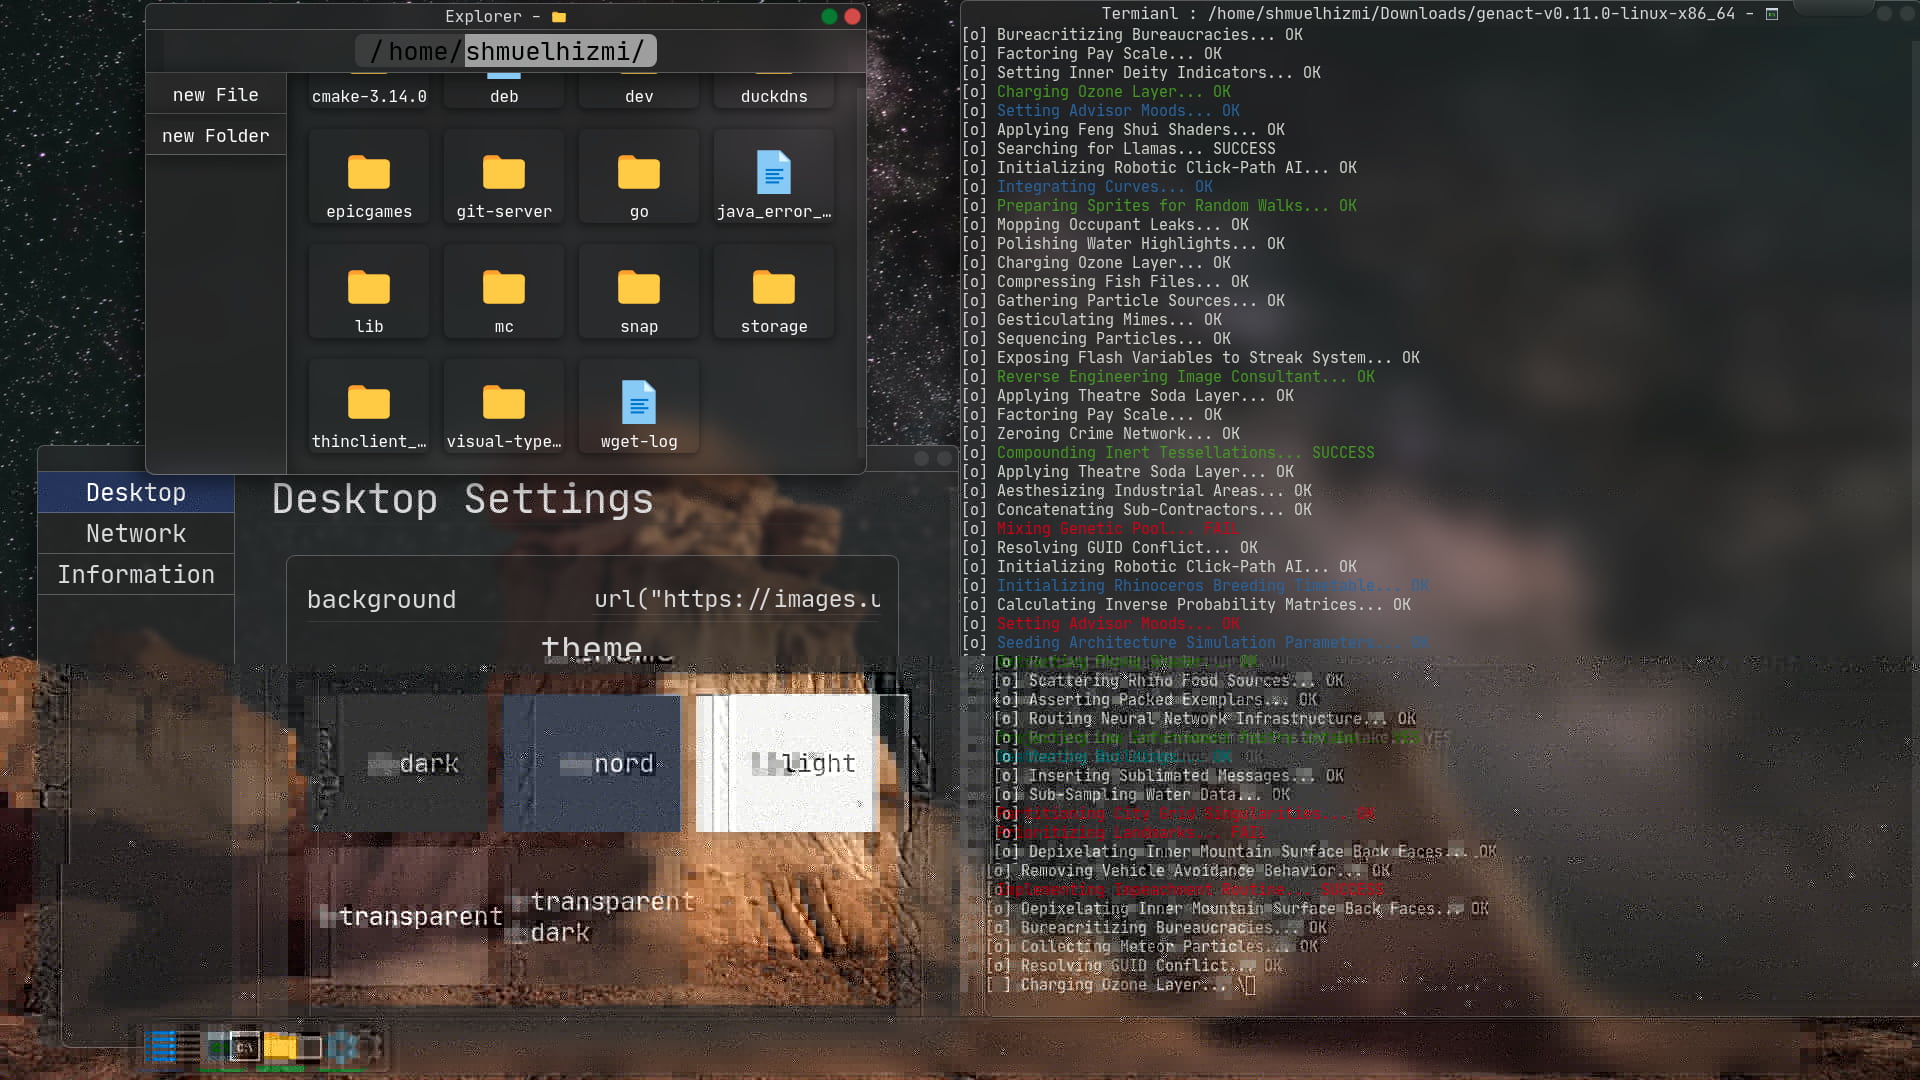 Explorer -
/home/shmuelhizmi/
new File
new Folder
cmake-3.14.0
deb
dev
duckdns
epicgames
git-server
go
java_error_…
lib
mc
snap
storage
thinclient_…
visual-type…
wget-log
Desktop
Network
Information
Desktop Settings
background
url("https://images.u
theme
dark
nord
light
transparent
transparent
dark
Termianl : /home/shmuelhizmi/Downloads/genact-v0.11.0-linux-x86_64 -
[o] Bureacritizing Bureaucracies... OK
[o] Factoring Pay Scale... OK
[o] Setting Inner Deity Indicators... OK
[o] Charging Ozone Layer... OK
[o] Setting Advisor Moods... OK
[o] Applying Feng Shui Shaders... OK
[o] Searching for Llamas... SUCCESS
[o] Initializing Robotic Click-Path AI... OK
[o] Integrating Curves... OK
[o] Preparing Sprites for Random Walks... OK
[o] Mopping Occupant Leaks... OK
[o] Polishing Water Highlights... OK
[o] Charging Ozone Layer... OK
[o] Compressing Fish Files... OK
[o] Gathering Particle Sources... OK
[o] Gesticulating Mimes... OK
[o] Sequencing Particles... OK
[o] Exposing Flash Variables to Streak System... OK
[o] Reverse Engineering Image Consultant... OK
[o] Applying Theatre Soda Layer... OK
[o] Factoring Pay Scale... OK
[o] Zeroing Crime Network... OK
[o] Compounding Inert Tessellations... SUCCESS
[o] Applying Theatre Soda Layer... OK
[o] Aesthesizing Industrial Areas... OK
[o] Concatenating Sub-Contractors... OK
[o] Mixing Genetic Pool... FAIL
[o] Resolving GUID Conflict... OK
[o] Initializing Robotic Click-Path AI... OK
[o] Initializing Rhinoceros Breeding Timetable... OK
[o] Calculating Inverse Probability Matrices... OK
[o] Setting Advisor Moods... OK
[o] Seeding Architecture Simulation Parameters... OK
[o]
[o] Scattering Rhino Food Sources... OK
[o] Asserting Packed Exemplars... OK
[o] Routing Neural Network Infrastructure... OK
[o] Projecting Law Enforcement Pastry Intake... YES
[o]
[o] Inserting Sublimated Messages... OK
[o] Sub-Sampling Water Data... OK
[o] Partitioning City Grid Singularities... OK
[o] Prioritizing Landmarks... FAIL
[o] Depixelating Inner Mountain Surface Back Faces... OK
[o] Removing Vehicle Avoidance Behavior... OK
[o] Implementing Impeachment Routine... SUCCESS
[o] Depixelating Inner Mountain Surface Back Faces... OK
[o] Bureacritizing Bureaucracies... OK
[o] Collecting Meteor Particles... OK
[o] Resolving GUID Conflict... OK
[ ] Charging Ozone Layer... \